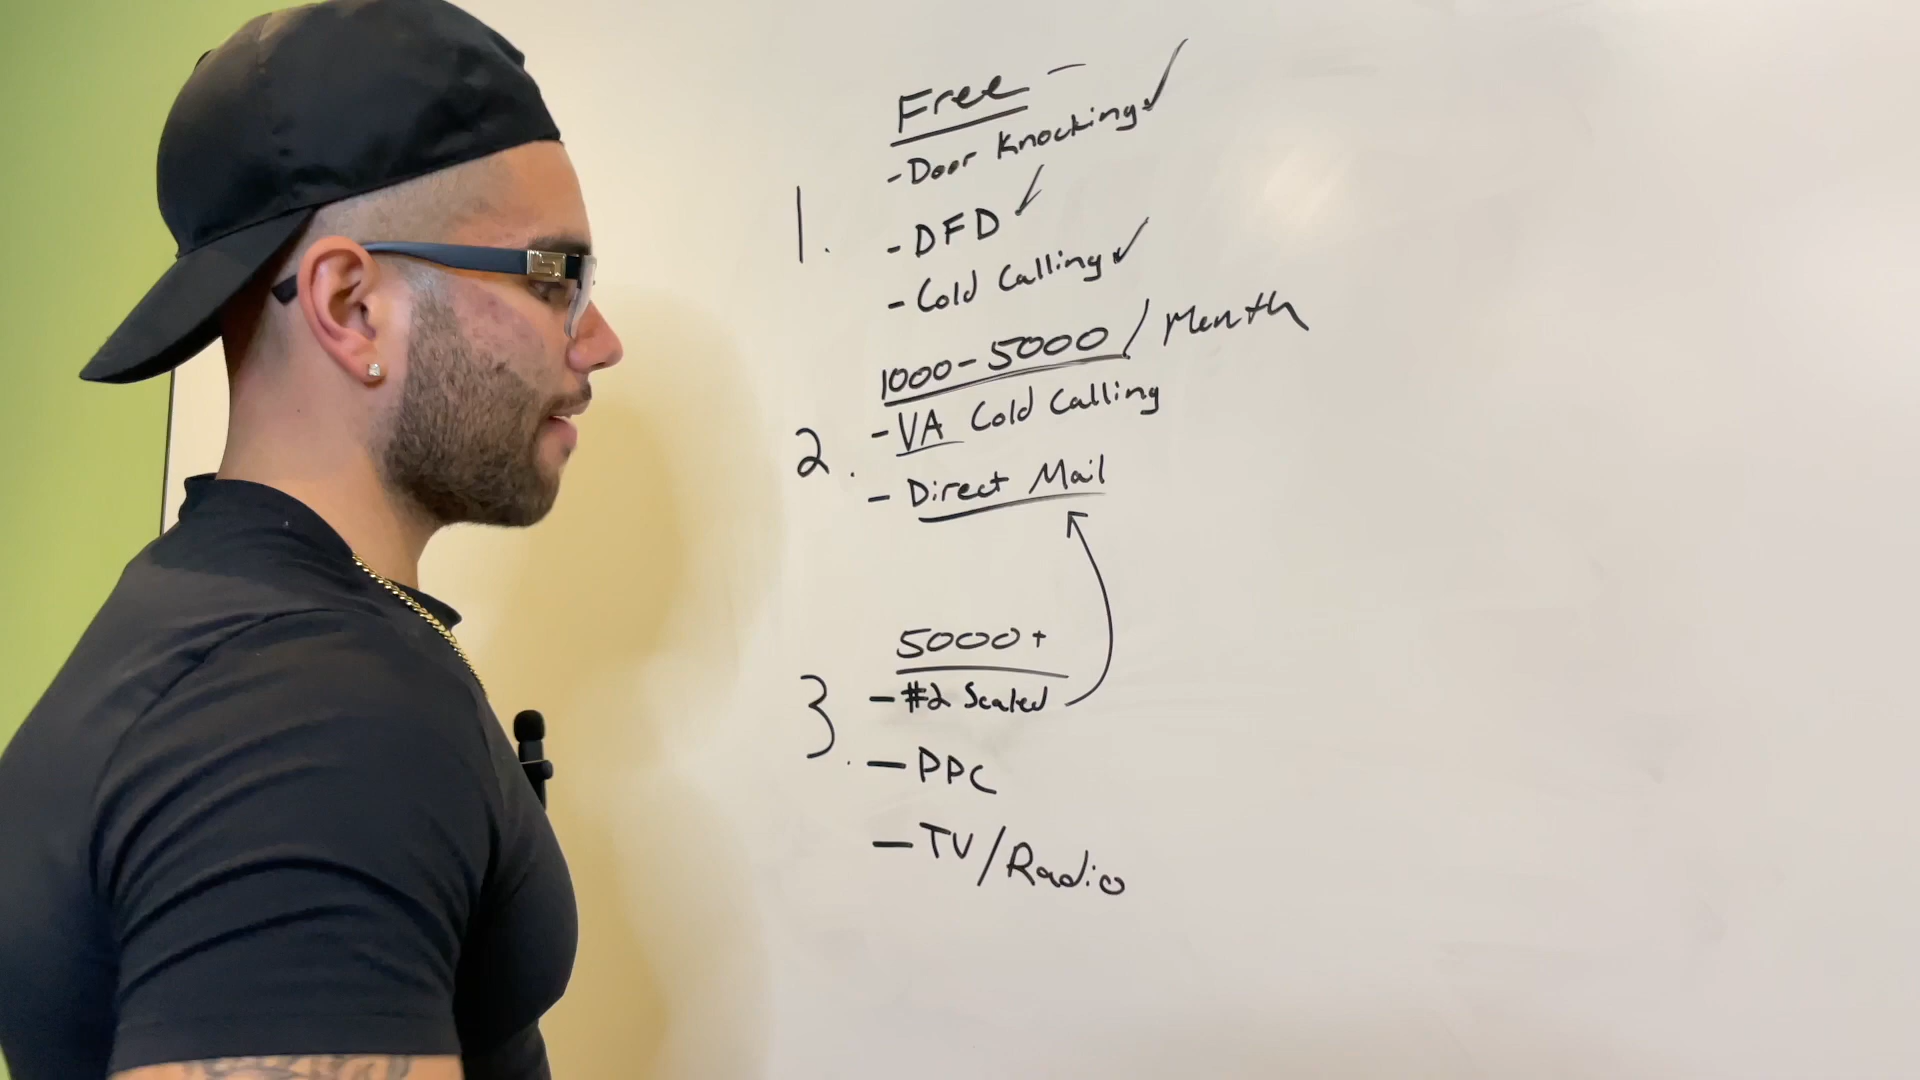 Free -
1.
- Door Knocking ✓
- DFD ✓
- Cold Calling ✓
1000-5000 / Month
2.
- VA Cold Calling
- Direct Mail
5000+
3.
- #2 Scaled
- PPC
- TV/Radio